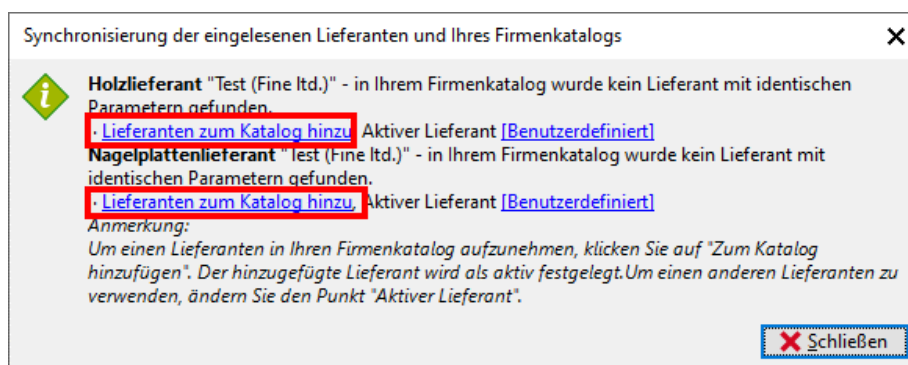 Synchronisierung der eingelesenen Lieferanten und Ihres Firmenkatalogs
Holzlieferant "Test (Fine ltd.)" - in Ihrem Firmenkatalog wurde kein Lieferant mit identischen
Parametern gefunden.
· Lieferanten zum Katalog hinzu, Aktiver Lieferant [Benutzerdefiniert]
Nagelplattenlieferant "Test (Fine ltd.)" - in Ihrem Firmenkatalog wurde kein Lieferant mit
identischen Parametern gefunden.
· Lieferanten zum Katalog hinzu, Aktiver Lieferant [Benutzerdefiniert]
Anmerkung:
Um einen Lieferanten in Ihren Firmenkatalog aufzunehmen, klicken Sie auf "Zum Katalog
hinzufügen". Der hinzugefügte Lieferant wird als aktiv festgelegt.Um einen anderen Lieferanten zu
verwenden, ändern Sie den Punkt "Aktiver Lieferant".
Schließen